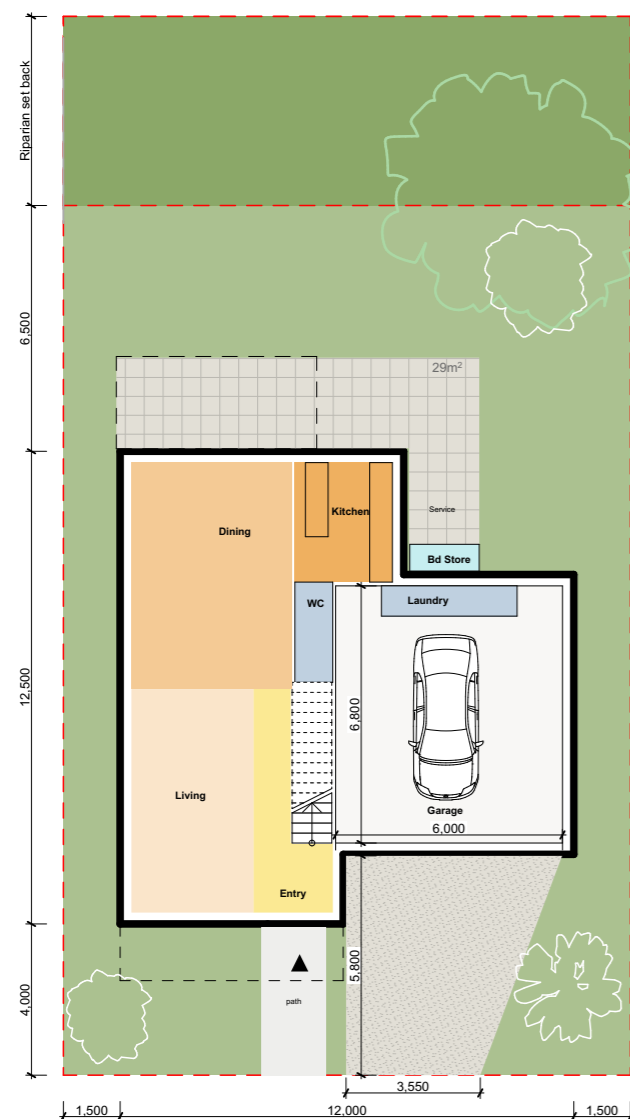 Riparian set back
6,500
29m²
Service
Kitchen
Dining
Bd Store
WC
Laundry
12,500
6,800
Living
Garage
6,000
Entry
5,800
4,000
path
3,550
1,500
12,000
1,500